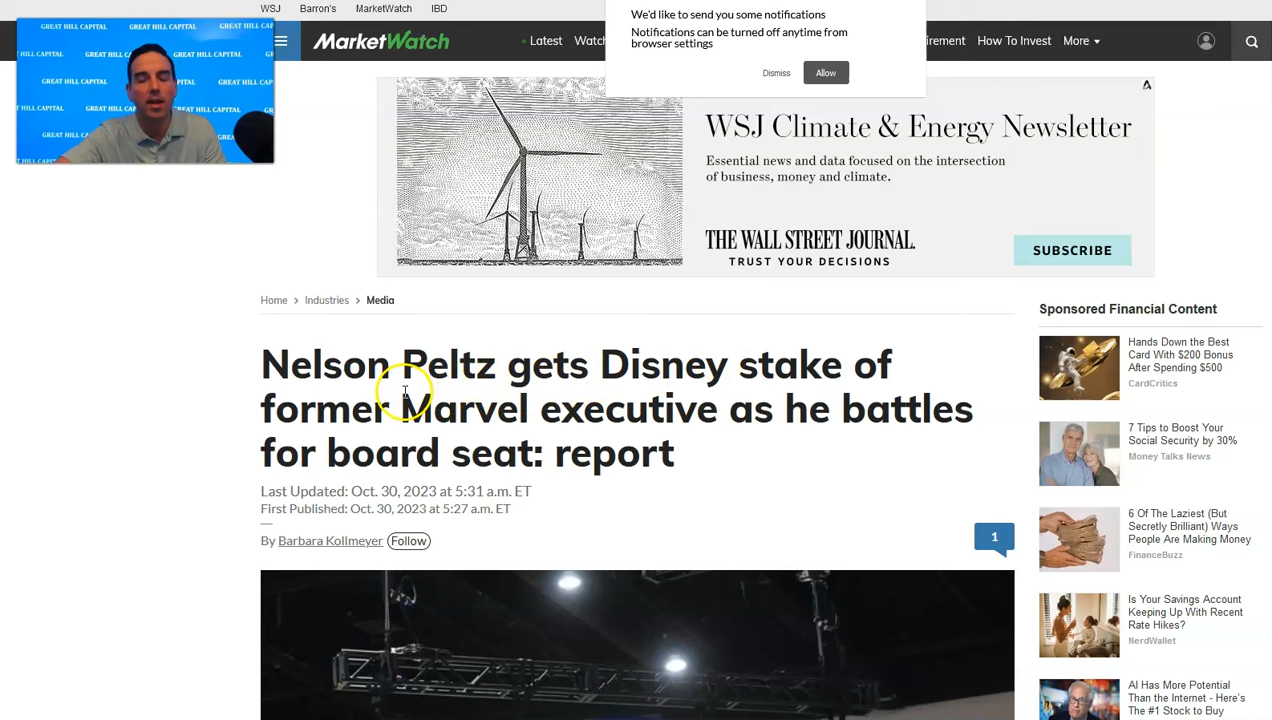 WSJ Barron's MarketWatch IBD
GREAT HILL CAPITAL GREAT HILL CAPITAL GREAT HILL CAPITAL
MarketWatch
Latest Watch
irement How To Invest More
We'd like to send you some notifications
Notifications can be turned off anytime from
browser settings
Dismiss Allow
WSJ Climate & Energy Newsletter
Essential news and data focused on the intersection
of business, money and climate.
THE WALL STREET JOURNAL.
TRUST YOUR DECISIONS
SUBSCRIBE
Home > Industries > Media
Nelson Peltz gets Disney stake of
former Marvel executive as he battles
for board seat: report
Last Updated: Oct. 30, 2023 at 5:31 a.m. ET
First Published: Oct. 30, 2023 at 5:27 a.m. ET
By Barbara Kollmeyer Follow
1
Sponsored Financial Content
Hands Down the Best
Card With $200 Bonus
After Spending $500
CardCritics
7 Tips to Boost Your
Social Security by 30%
Money Talks News
6 Of The Laziest (But
Secretly Brilliant) Ways
People Are Making Money
FinanceBuzz
Is Your Savings Account
Keeping Up With Recent
Rate Hikes?
NerdWallet
AI Has More Potential
Than the Internet - Here's
The #1 Stock to Buy